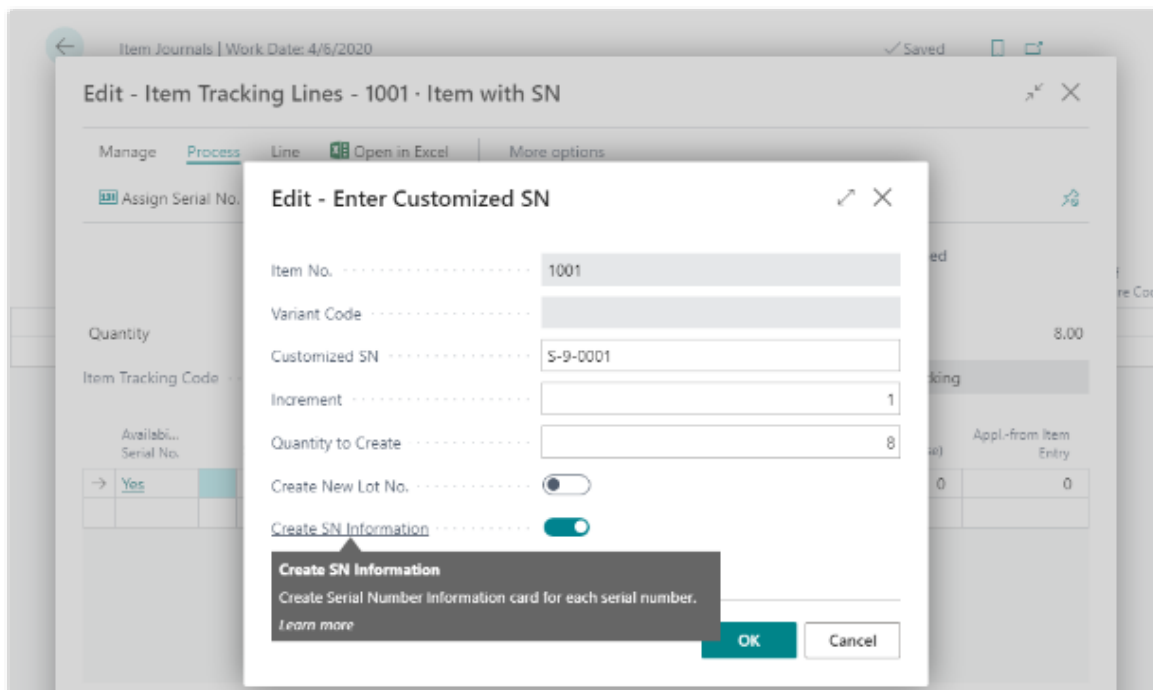 Item Journals | Work Date: 4/6/2020
Saved
Edit - Item Tracking Lines - 1001 · Item with SN
Manage Process Line Open in Excel More options
Assign Serial No.
Edit - Enter Customized SN
Item No. 1001
Variant Code
Customized SN S-9-0001
Increment 1
Quantity to Create 8
Create New Lot No.
Create SN Information
Create SN Information
Create Serial Number Information card for each serial number.
Learn more
OK Cancel
Quantity
8.00
Item Tracking Code
Availabi...
Serial No.
Appl.-from Item
Entry
Yes
0 0